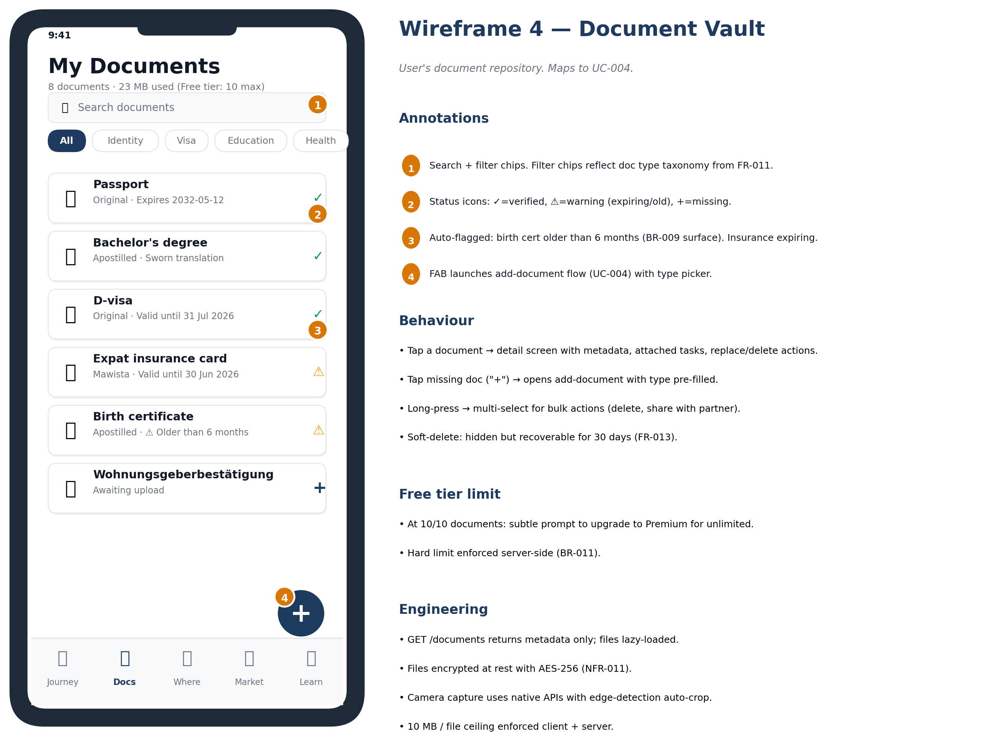 9:41
My Documents
8 documents · 23 MB used (Free tier: 10 max)
Search documents
1
All
Identity
Visa
Education
Health
Passport
Original · Expires 2032-05-12
✓
2
Bachelor's degree
Apostilled · Sworn translation
✓
D-visa
Original · Valid until 31 Jul 2026
✓
3
Expat insurance card
Mawista · Valid until 30 Jun 2026
⚠
Birth certificate
Apostilled · ⚠ Older than 6 months
⚠
Wohnungsgeberbestätigung
Awaiting upload
+
4
+
Journey
Docs
Where
Market
Learn
Wireframe 4 — Document Vault
User's document repository. Maps to UC-004.
Annotations
1 Search + filter chips. Filter chips reflect doc type taxonomy from FR-011.
2 Status icons: ✓=verified, ⚠=warning (expiring/old), +=missing.
3 Auto-flagged: birth cert older than 6 months (BR-009 surface). Insurance expiring.
4 FAB launches add-document flow (UC-004) with type picker.
Behaviour
• Tap a document → detail screen with metadata, attached tasks, replace/delete actions.
• Tap missing doc ("+") → opens add-document with type pre-filled.
• Long-press → multi-select for bulk actions (delete, share with partner).
• Soft-delete: hidden but recoverable for 30 days (FR-013).
Free tier limit
• At 10/10 documents: subtle prompt to upgrade to Premium for unlimited.
• Hard limit enforced server-side (BR-011).
Engineering
• GET /documents returns metadata only; files lazy-loaded.
• Files encrypted at rest with AES-256 (NFR-011).
• Camera capture uses native APIs with edge-detection auto-crop.
• 10 MB / file ceiling enforced client + server.